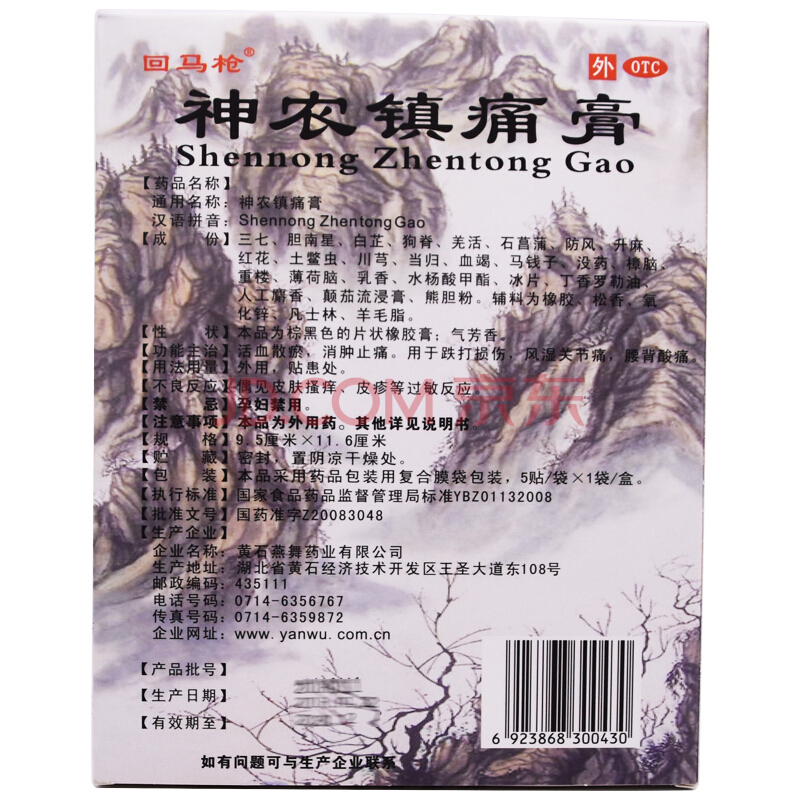 回马枪®
外 OTC
神农镇痛膏
Shennong Zhentong Gao
【药品名称】
通用名称：神农镇痛膏
汉语拼音：Shennong Zhentong Gao
【成 份】三七、胆南星、白芷、狗脊、羌活、石菖蒲、防风、升麻、
红花、土鳖虫、川芎、当归、血竭、马钱子、没药、樟脑、
重楼、薄荷脑、乳香、水杨酸甲酯、冰片、丁香罗勒油、
人工麝香、颠茄流浸膏、熊胆粉。辅料为橡胶、松香、氧
化锌、凡士林、羊毛脂。
【性 状】本品为棕黑色的片状橡胶膏；气芳香。
【功能主治】活血散瘀，消肿止痛。用于跌打损伤，风湿关节痛，腰背酸痛。
【用法用量】外用，贴患处。
【不良反应】偶见皮肤搔痒、皮疹等过敏反应。
【禁 忌】孕妇禁用。
【注意事项】本品为外用药。其他详见说明书。
【规 格】9.5厘米×11.6厘米
【贮 藏】密封，置阴凉干燥处。
【包 装】本品采用药品包装用复合膜袋包装，5贴/袋×1袋/盒。
【执行标准】国家食品药品监督管理局标准YBZ01132008
【批准文号】国药准字Z20083048
【生产企业】
企业名称：黄石燕舞药业有限公司
生产地址：湖北省黄石经济技术开发区王圣大道东108号
邮政编码：435111
电话号码：0714-6356767
传真号码：0714-6359872
企业网址：www.yanwu.com.cn
【产品批号】
【生产日期】
【有效期至】
如有问题可与生产企业联系
6 923868 300430
JD.COM 京东